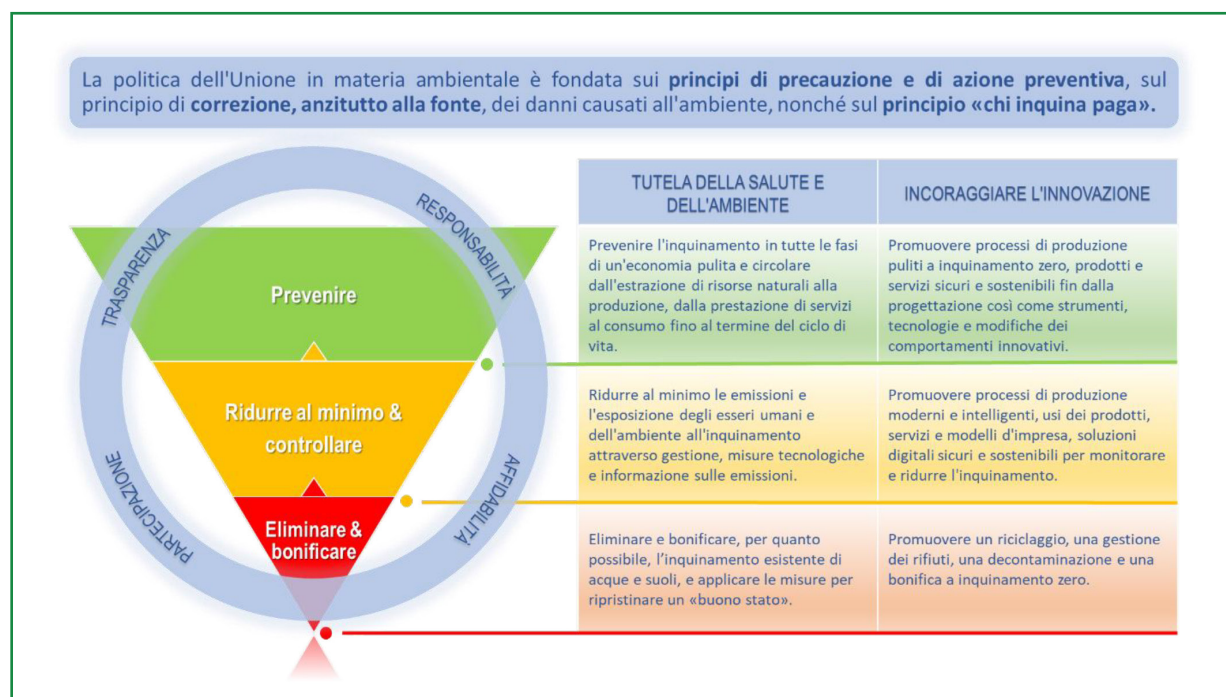 La politica dell'Unione in materia ambientale è fondata sui principi di precauzione e di azione preventiva, sul
principio di correzione, anzitutto alla fonte, dei danni causati all'ambiente, nonché sul principio «chi inquina paga».
TRASPARENZA
RESPONSABILITÀ
PARTECIPAZIONE
AFFIDABILITÀ
Prevenire
Ridurre al minimo &
controllare
Eliminare &
bonificare
TUTELA DELLA SALUTE E
DELL'AMBIENTE
INCORAGGIARE L'INNOVAZIONE
Prevenire l'inquinamento in tutte le fasi
di un'economia pulita e circolare
dall'estrazione di risorse naturali alla
produzione, dalla prestazione di servizi
al consumo fino al termine del ciclo di
vita.
Promuovere processi di produzione
puliti a inquinamento zero, prodotti e
servizi sicuri e sostenibili fin dalla
progettazione così come strumenti,
tecnologie e modifiche dei
comportamenti innovativi.
Ridurre al minimo le emissioni e
l'esposizione degli esseri umani e
dell'ambiente all'inquinamento
attraverso gestione, misure tecnologiche
e informazione sulle emissioni.
Promuovere processi di produzione
moderni e intelligenti, usi dei prodotti,
servizi e modelli d'impresa, soluzioni
digitali sicuri e sostenibili per monitorare
e ridurre l'inquinamento.
Eliminare e bonificare, per quanto
possibile, l’inquinamento esistente di
acque e suoli, e applicare le misure per
ripristinare un «buono stato».
Promuovere un riciclaggio, una gestione
dei rifiuti, una decontaminazione e una
bonifica a inquinamento zero.